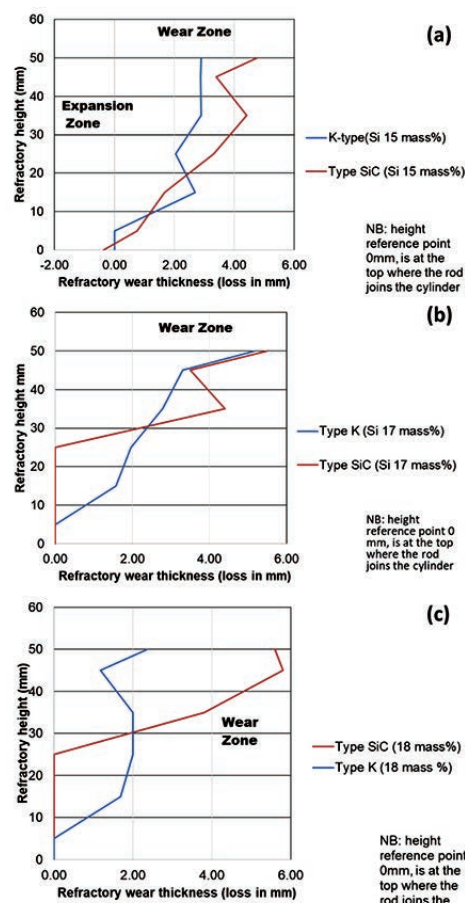 Wear Zone
(a)
60
50
40
30
20
10
0
Refractory height (mm)
Expansion
Zone
K-type(Si 15 mass%)
Type SiC (Si 15 mass%)
-2.00 0.00 2.00 4.00 6.00
Refractory wear thickness (loss in mm)
NB: height
reference point
0mm, is at the
top where the rod
joins the cylinder
(b)
Wear Zone
60
50
40
30
20
10
0
Refractory height mm
Type K (Si 17 mass%)
Type SiC (Si 17 mass%)
0.00 2.00 4.00 6.00
Refractory wear thickness (loss in mm)
NB: height
reference point 0
mm, is at the top
where the rod
joins the cylinder
(c)
60
50
40
30
20
10
0
Refractory height (mm)
Wear
Zone
Type SiC (18 mass%)
Type K (18 mass %)
0.00 2.00 4.00 6.00
Refractory wear thickness (loss in mm)
NB: height
reference point
0mm, is at the
top where the
rod joins the